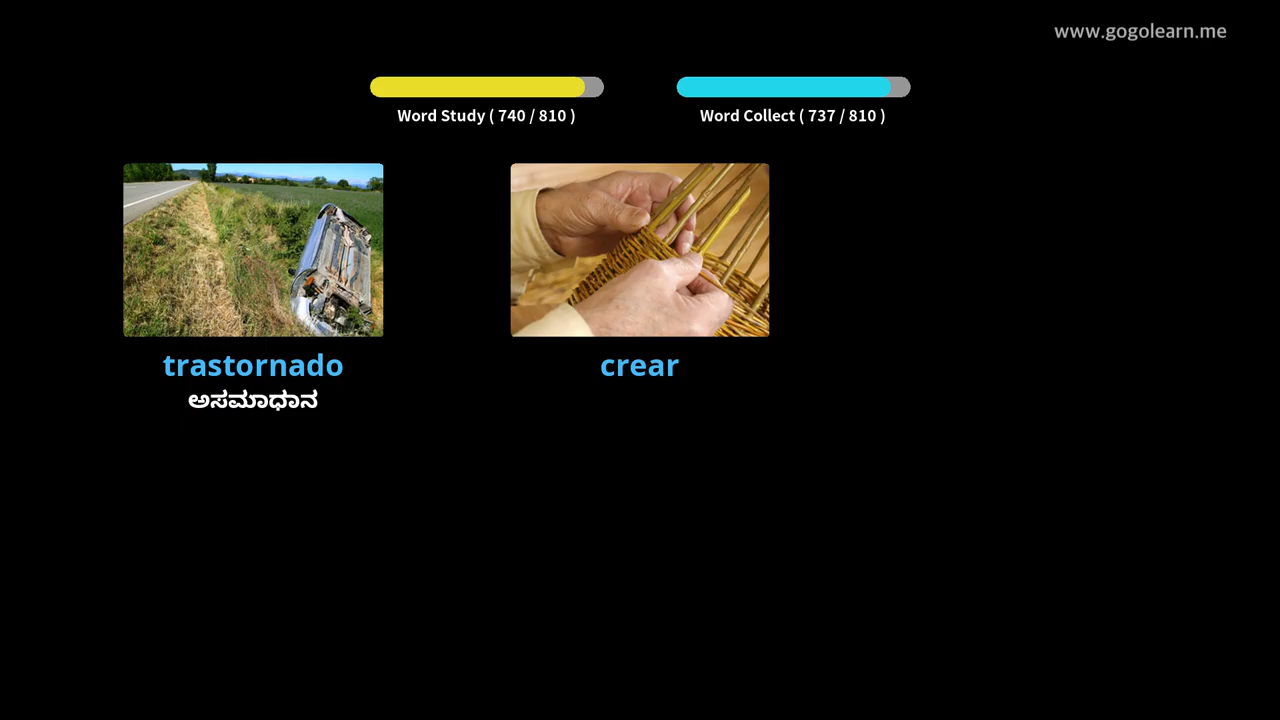 www.gogolearn.me
Word Study ( 740 / 810 )
Word Collect ( 737 / 810 )
trastornado
ಅಸಮಾಧಾನ
crear